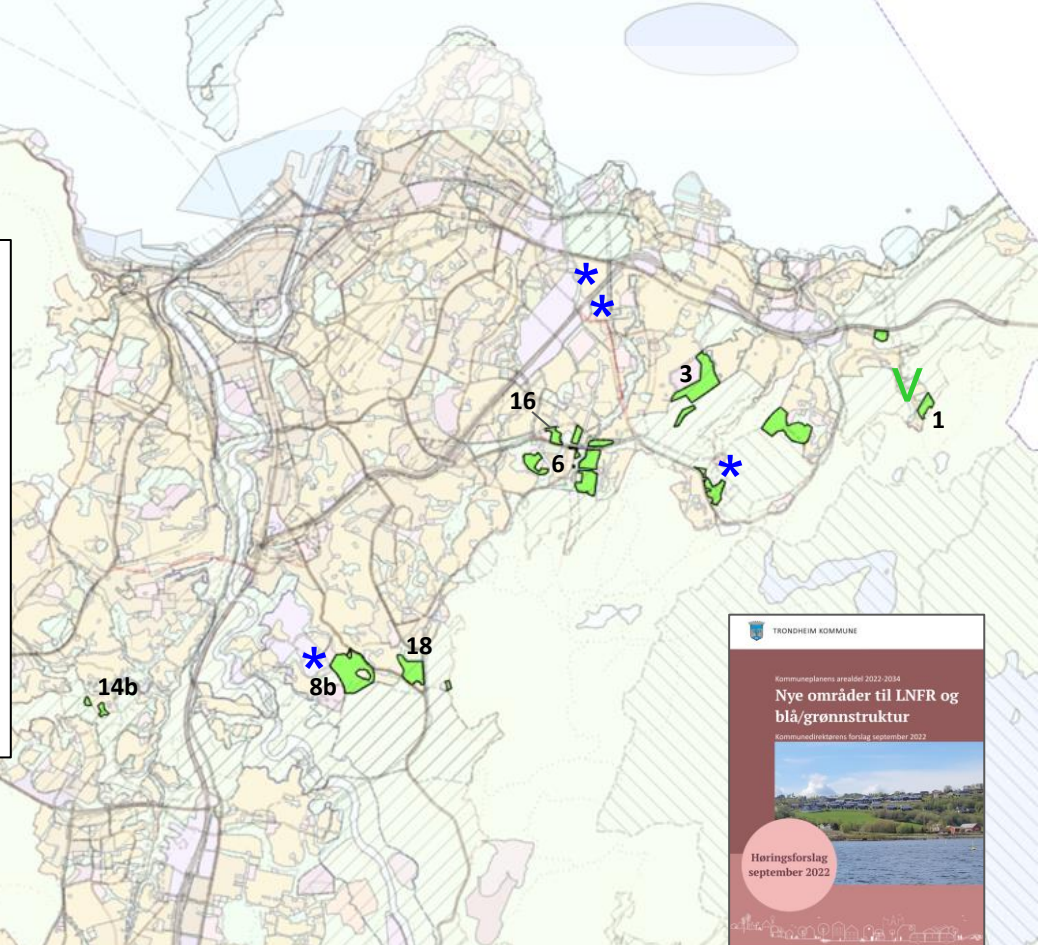 *
*
3
16
V
1
6
*
18
*
8b
14b
TRONDHEIM KOMMUNE
Kommuneplanens arealdel 2022-2034
Nye områder til LNFR og
blå/grønnstruktur
Kommunedirektørens forslag september 2022
Høringsforslag
september 2022